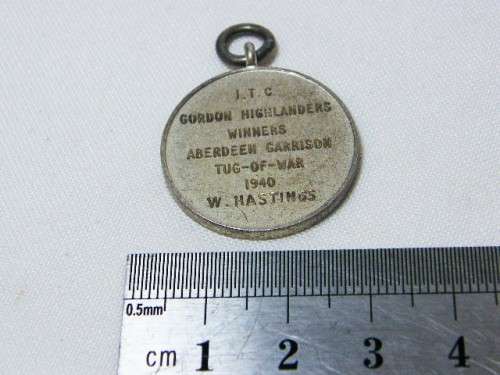 I.T.C
GORDON HIGHLANDERS
WINNERS
ABERDEEN GARRISON
TUG-OF-WAR
1940
W. HASTINGS
0.5mm
cm 1 2 3 4